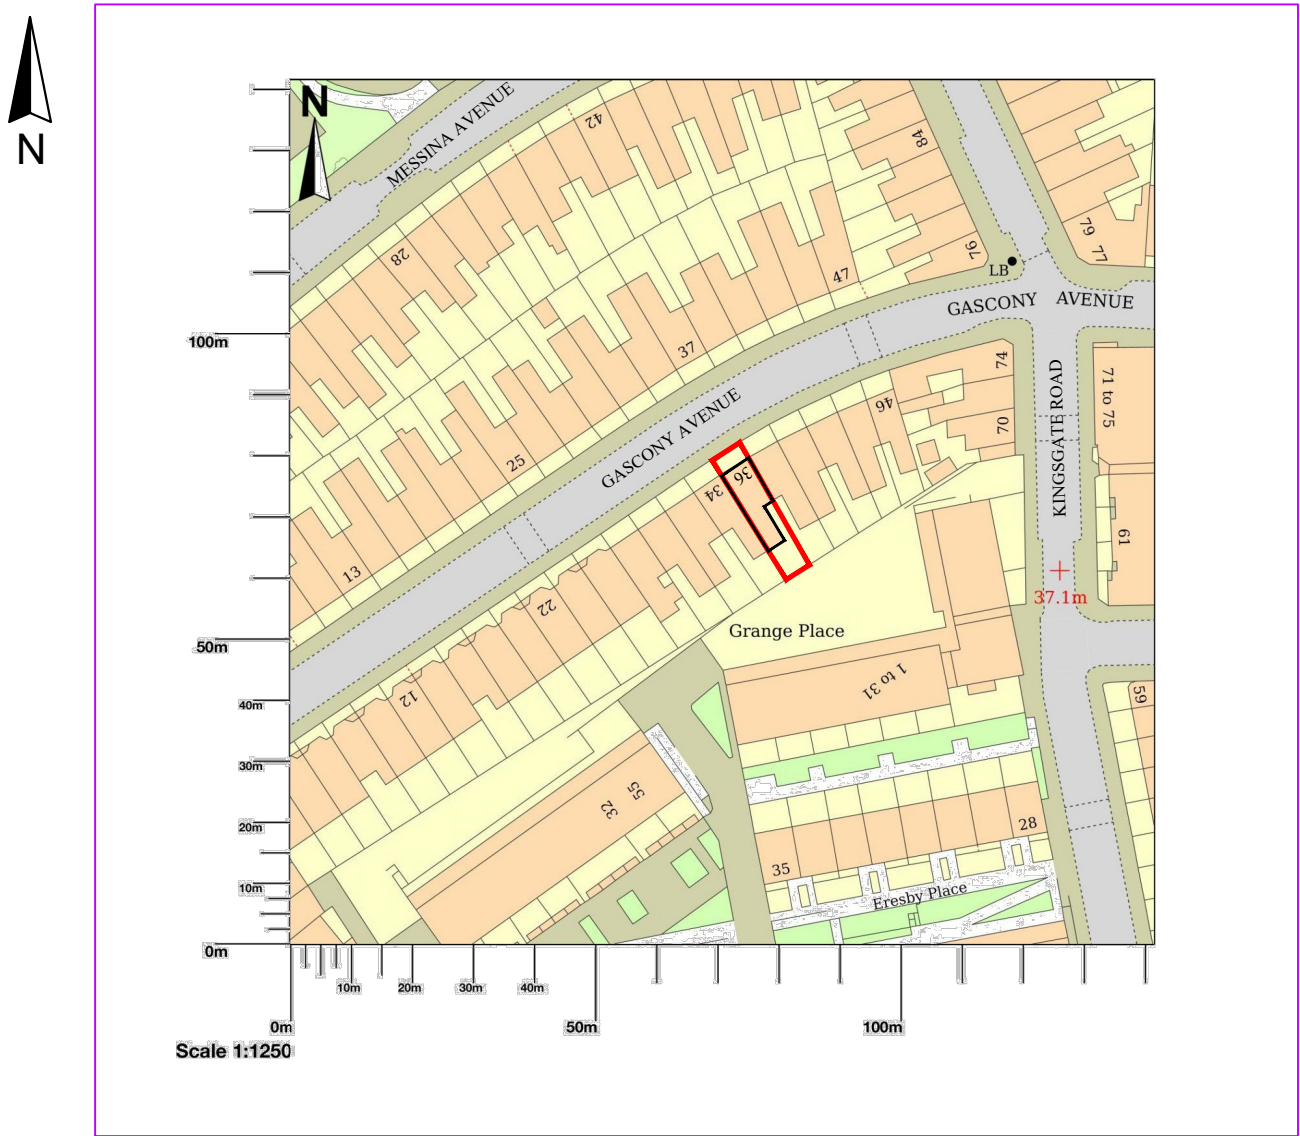 N
N
MESSINA AVENUE
42
84
28
76
79
77
LB
47
GASCONY AVENUE
100m
37
74
71 to 75
46
KINGSGATE ROAD
70
GASCONY AVENUE
25
36
34
61
13
37.1m
22
Grange Place
50m
1 to 31
12
59
40m
30m
55
32
20m
28
35
10m
Eresby Place
0m
10m
20m
30m
40m
0m
50m
100m
Scale 1:1250